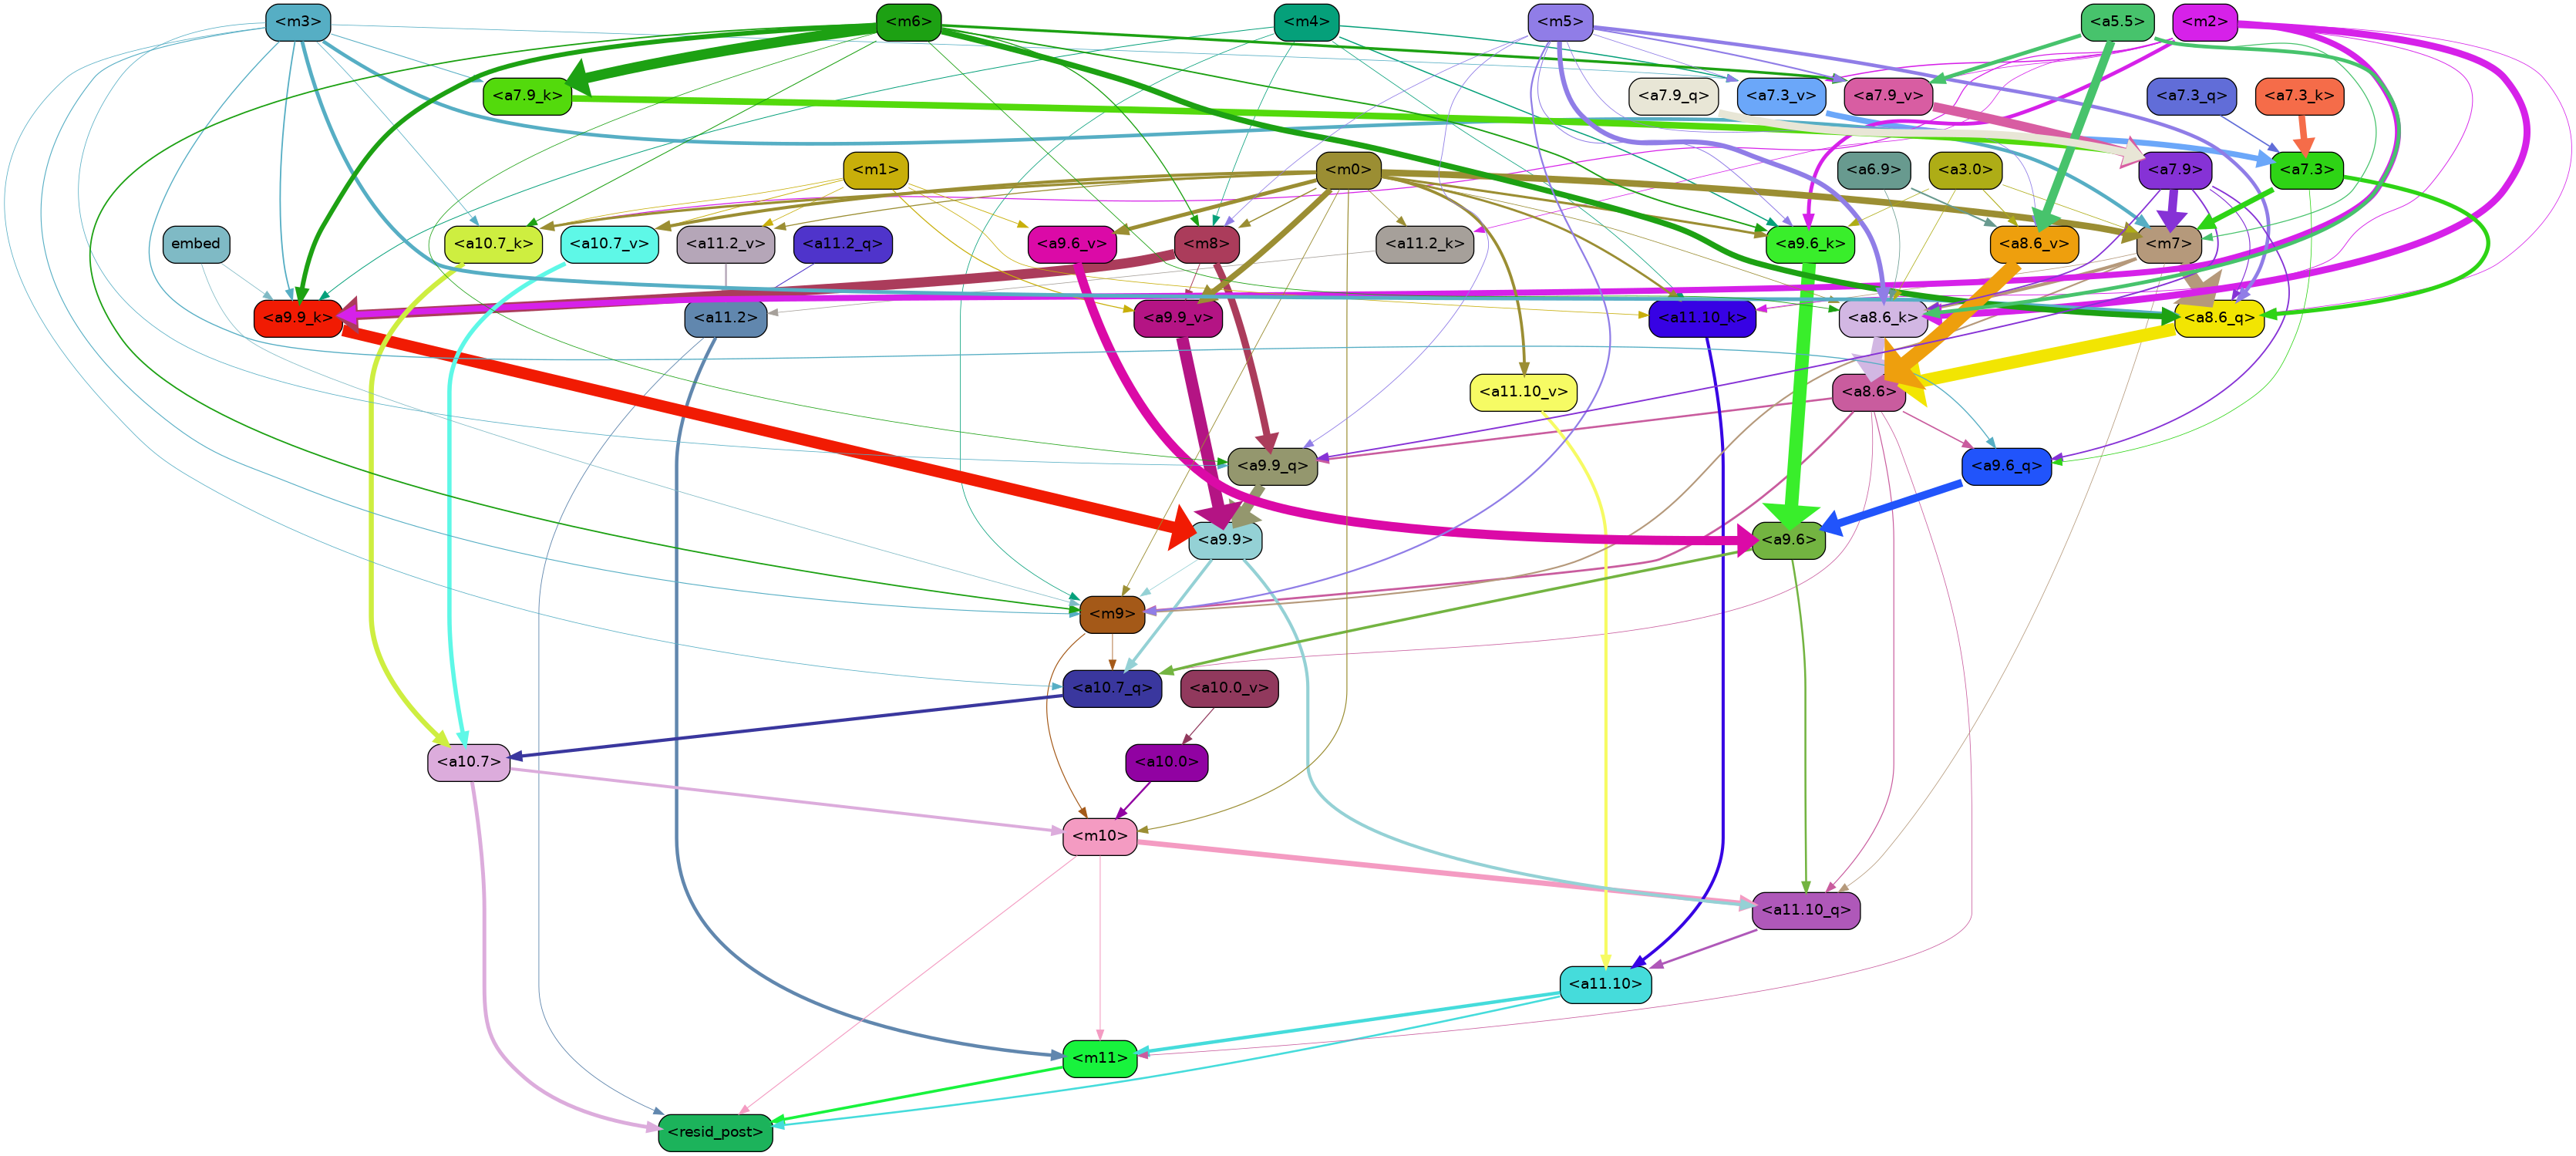 <m3> <m6> <m4> <m5> <a5.5> <m2>
<a7.9_k> <a7.9_q> <a7.3_v> <a7.9_v> <a7.3_q> <a7.3_k>
<m1> <m0> <a6.9> <a3.0> <a7.9> <a7.3>
embed <a10.7_k> <a10.7_v> <a11.2_v> <a11.2_q> <a9.6_v> <m8> <a11.2_k> <a9.6_k> <a8.6_v> <m7>
<a9.9_k> <a11.2> <a9.9_v> <a11.10_k> <a8.6_k> <a8.6_q>
<a11.10_v> <a8.6>
<a9.9_q> <a9.6_q>
<a9.9> <a9.6>
<m9>
<a10.7_q> <a10.0_v>
<a10.7> <a10.0>
<m10>
<a11.10_q>
<a11.10>
<m11>
<resid_post>